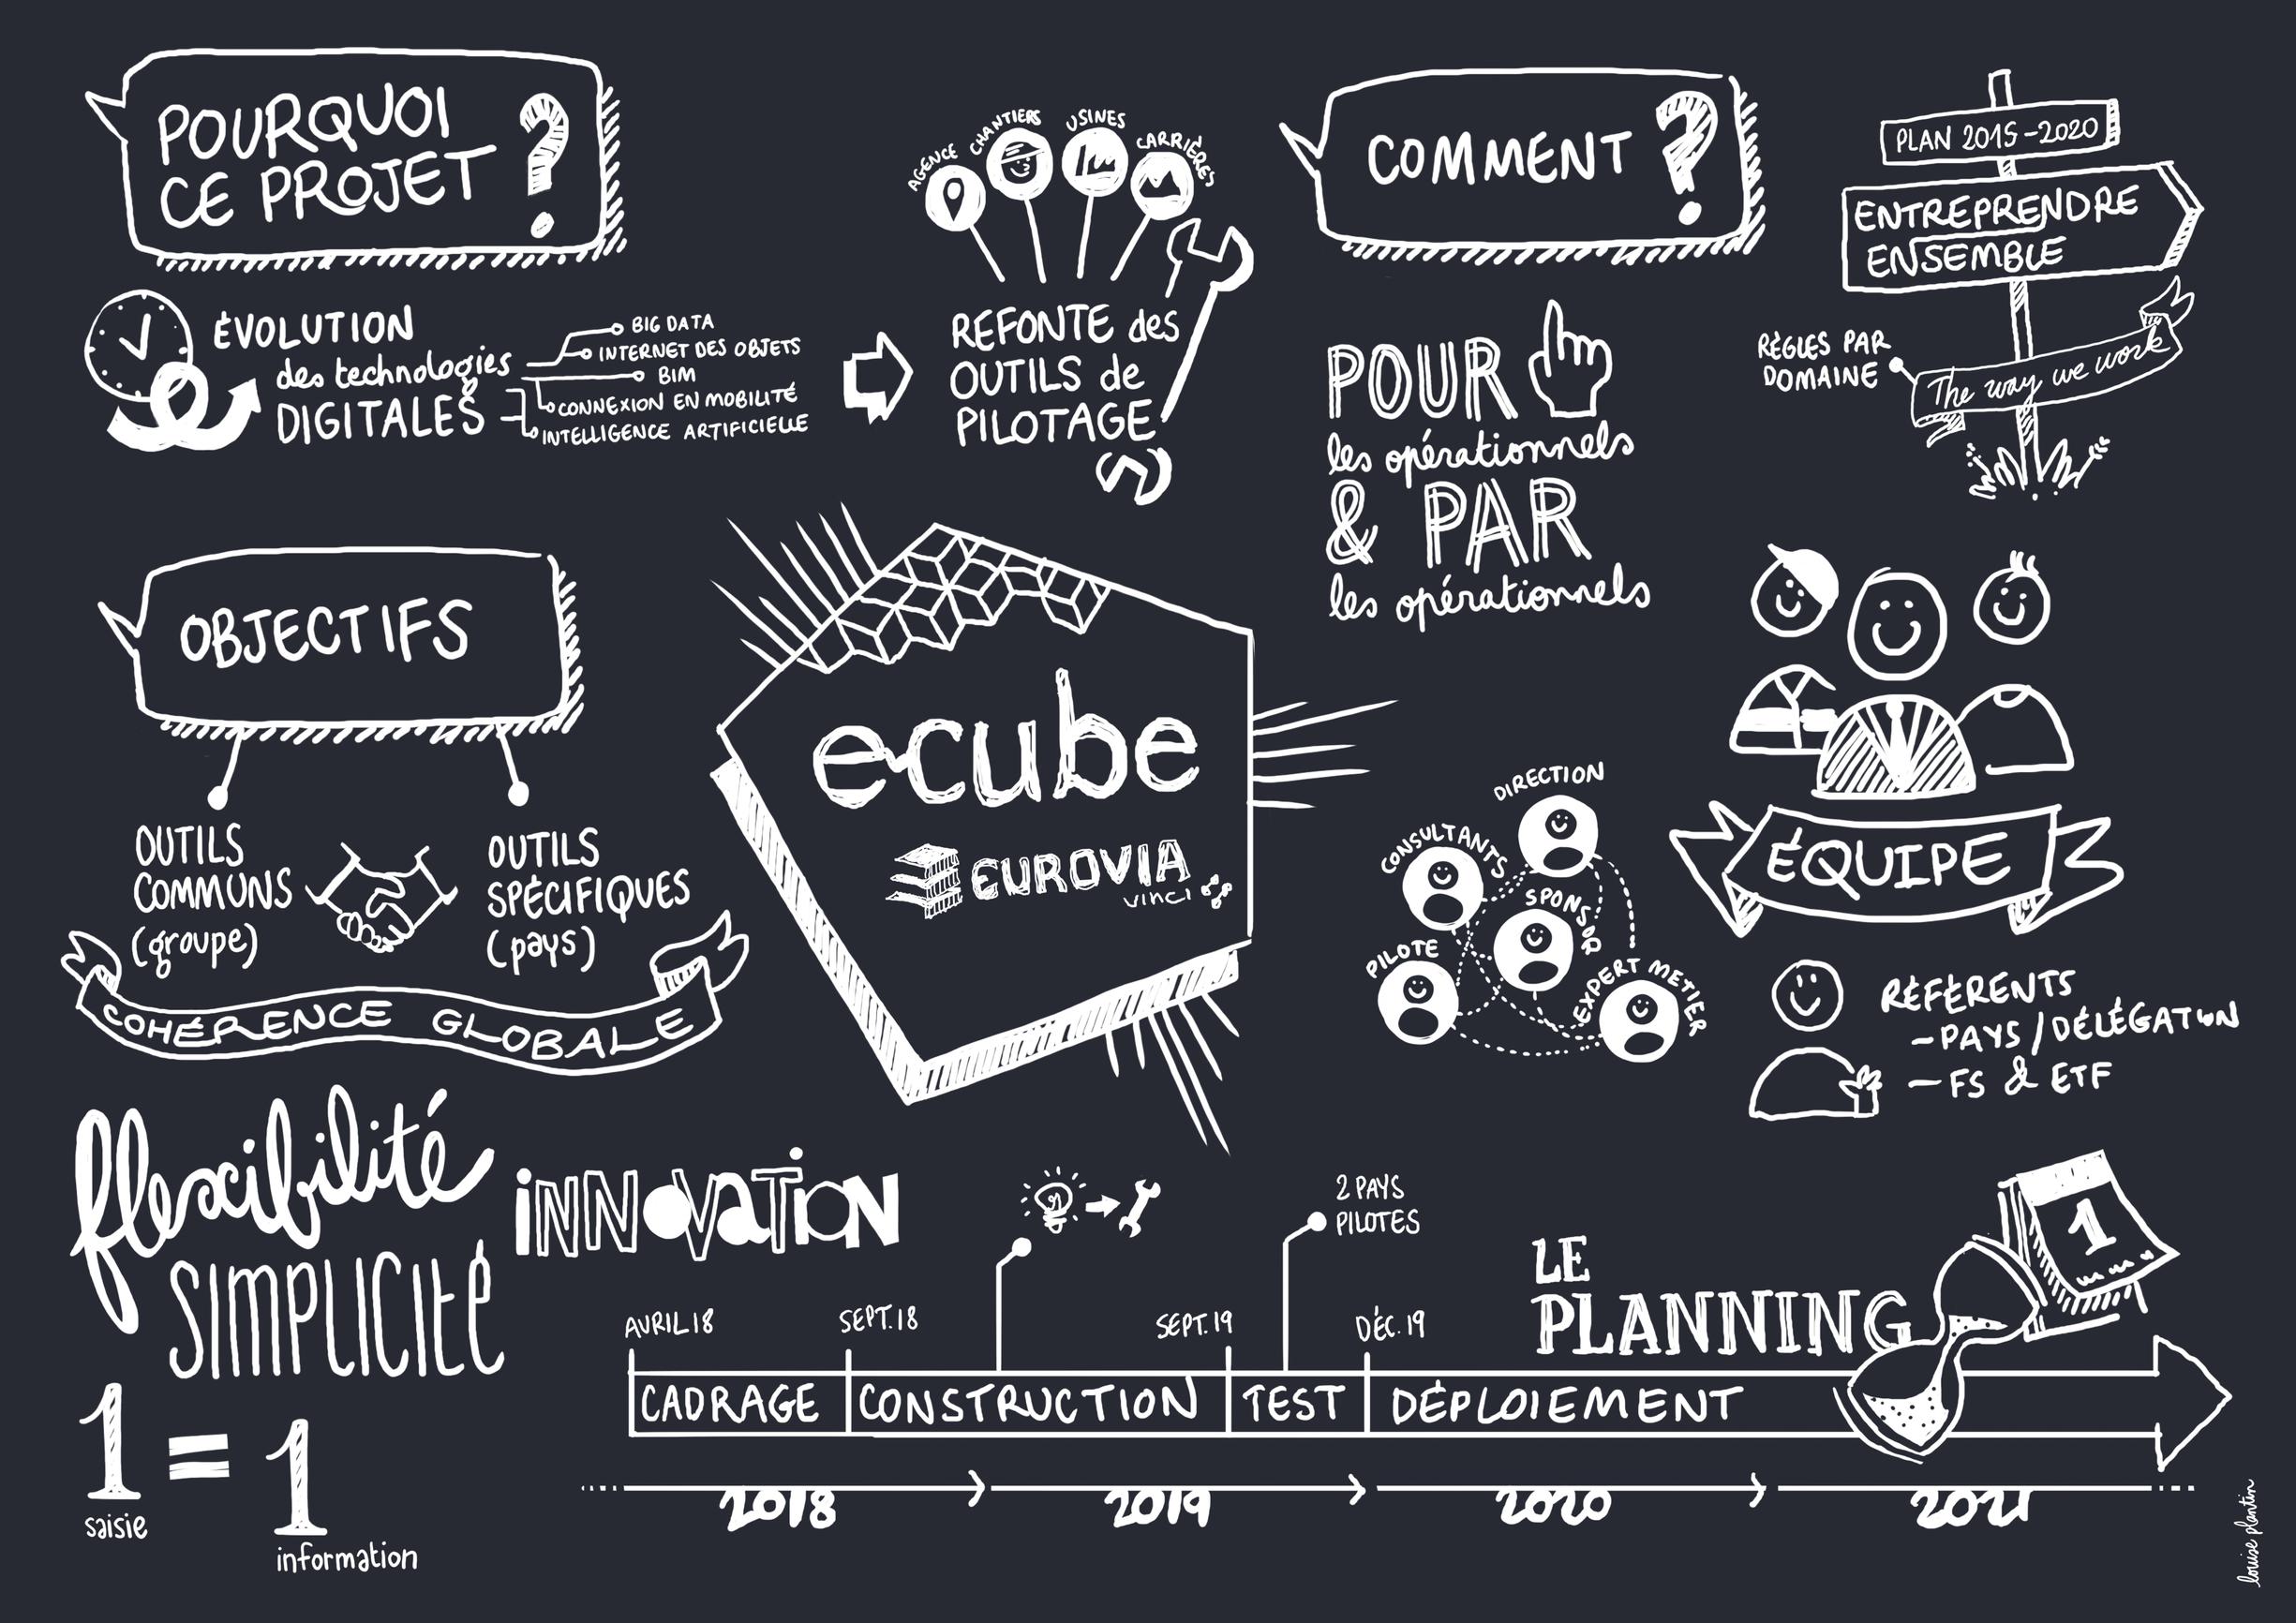 POURQUOI
CE PROJET ?
ÉVOLUTION
des technologies
DIGITALES
BIG DATA
INTERNET DES OBJETS
BIM
CONNEXION EN MOBILITÉ
INTELLIGENCE ARTIFICIELLE
AGENCE
CHANTIERS
USINES
CARRIÈRES
REFONTE des
OUTILS de
PILOTAGE
COMMENT ?
PLAN 2015-2020
ENTREPRENDRE
ENSEMBLE
RÈGLES PAR
DOMAINE
The way we work
POUR
les opérationnels
& PAR
les opérationnels
OBJECTIFS
OUTILS
COMMUNS
(groupe)
OUTILS
SPÉCIFIQUES
(pays)
COHÉRENCE GLOBALE
e-cube
EUROVIA
VINCI
DIRECTION
CONSULTANTS
SPONSOR
PILOTE
EXPERT METIER
ÉQUIPE
RÉFÉRENTS
- PAYS / DÉLÉGATION
- FS & ETF
flexibilité
SIMPLICITÉ
INNOVATION
1 = 1
saisie
information
2 PAYS
PILOTES
LE
PLANNING
1
AVRIL 18
SEPT. 18
SEPT. 19
DÉC. 19
CADRAGE
CONSTRUCTION
TEST
DÉPLOIEMENT
2018
2019
2020
2021
louise plantin